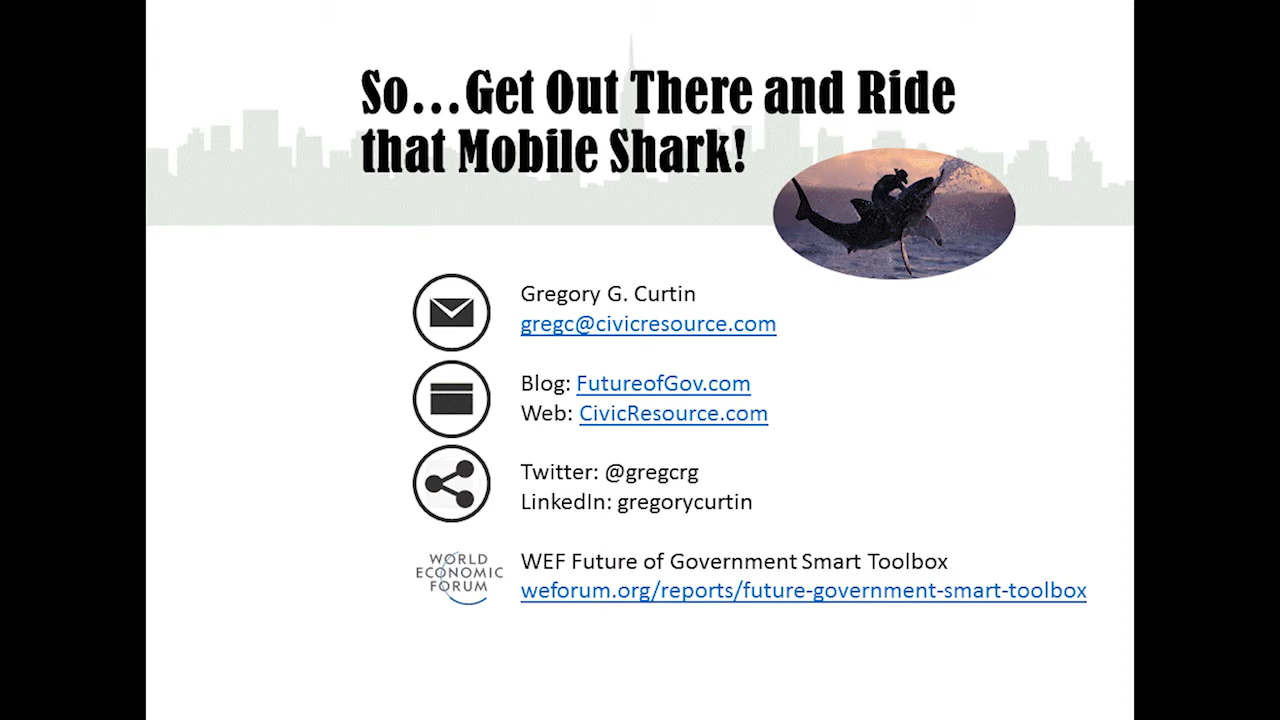 So...Get Out There and Ride
that Mobile Shark!
Gregory G. Curtin
gregc@civicresource.com
Blog: FutureofGov.com
Web: CivicResource.com
Twitter: @gregcrg
LinkedIn: gregorycurtin
WORLD
ECONOMIC
FORUM
WEF Future of Government Smart Toolbox
weforum.org/reports/future-government-smart-toolbox